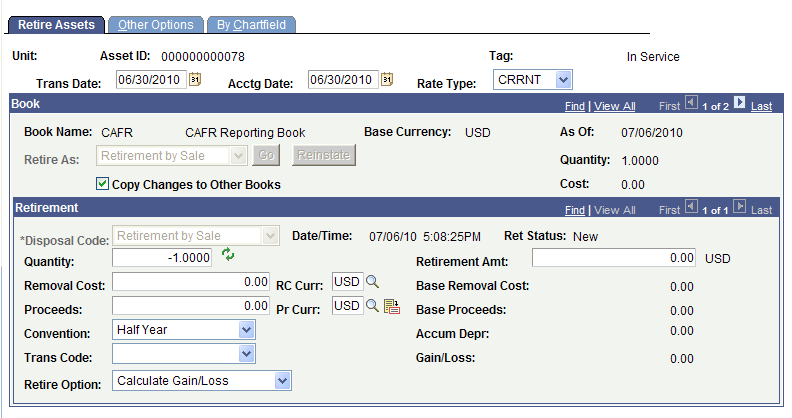 Retire Assets Other Options By Chartfield
Unit: Asset ID: 000000000078 Tag: In Service
Trans Date: 06/30/2010 31 Acctg Date: 06/30/2010 31 Rate Type: CRRNT
Book Find | View All First 1 of 2 Last
Book Name: CAFR CAFR Reporting Book Base Currency: USD As Of: 07/06/2010
Retire As: Retirement by Sale Go Reinstate Quantity: 1.0000
Copy Changes to Other Books Cost: 0.00
Retirement Find | View All First 1 of 1 Last
*Disposal Code: Retirement by Sale Date/Time: 07/06/10 5:08:25PM Ret Status: New
Quantity: -1.0000 Retirement Amt: 0.00 USD
Removal Cost: 0.00 RC Curr: USD Base Removal Cost: 0.00
Proceeds: 0.00 Pr Curr: USD Base Proceeds: 0.00
Convention: Half Year Accum Depr: 0.00
Trans Code: Gain/Loss: 0.00
Retire Option: Calculate Gain/Loss